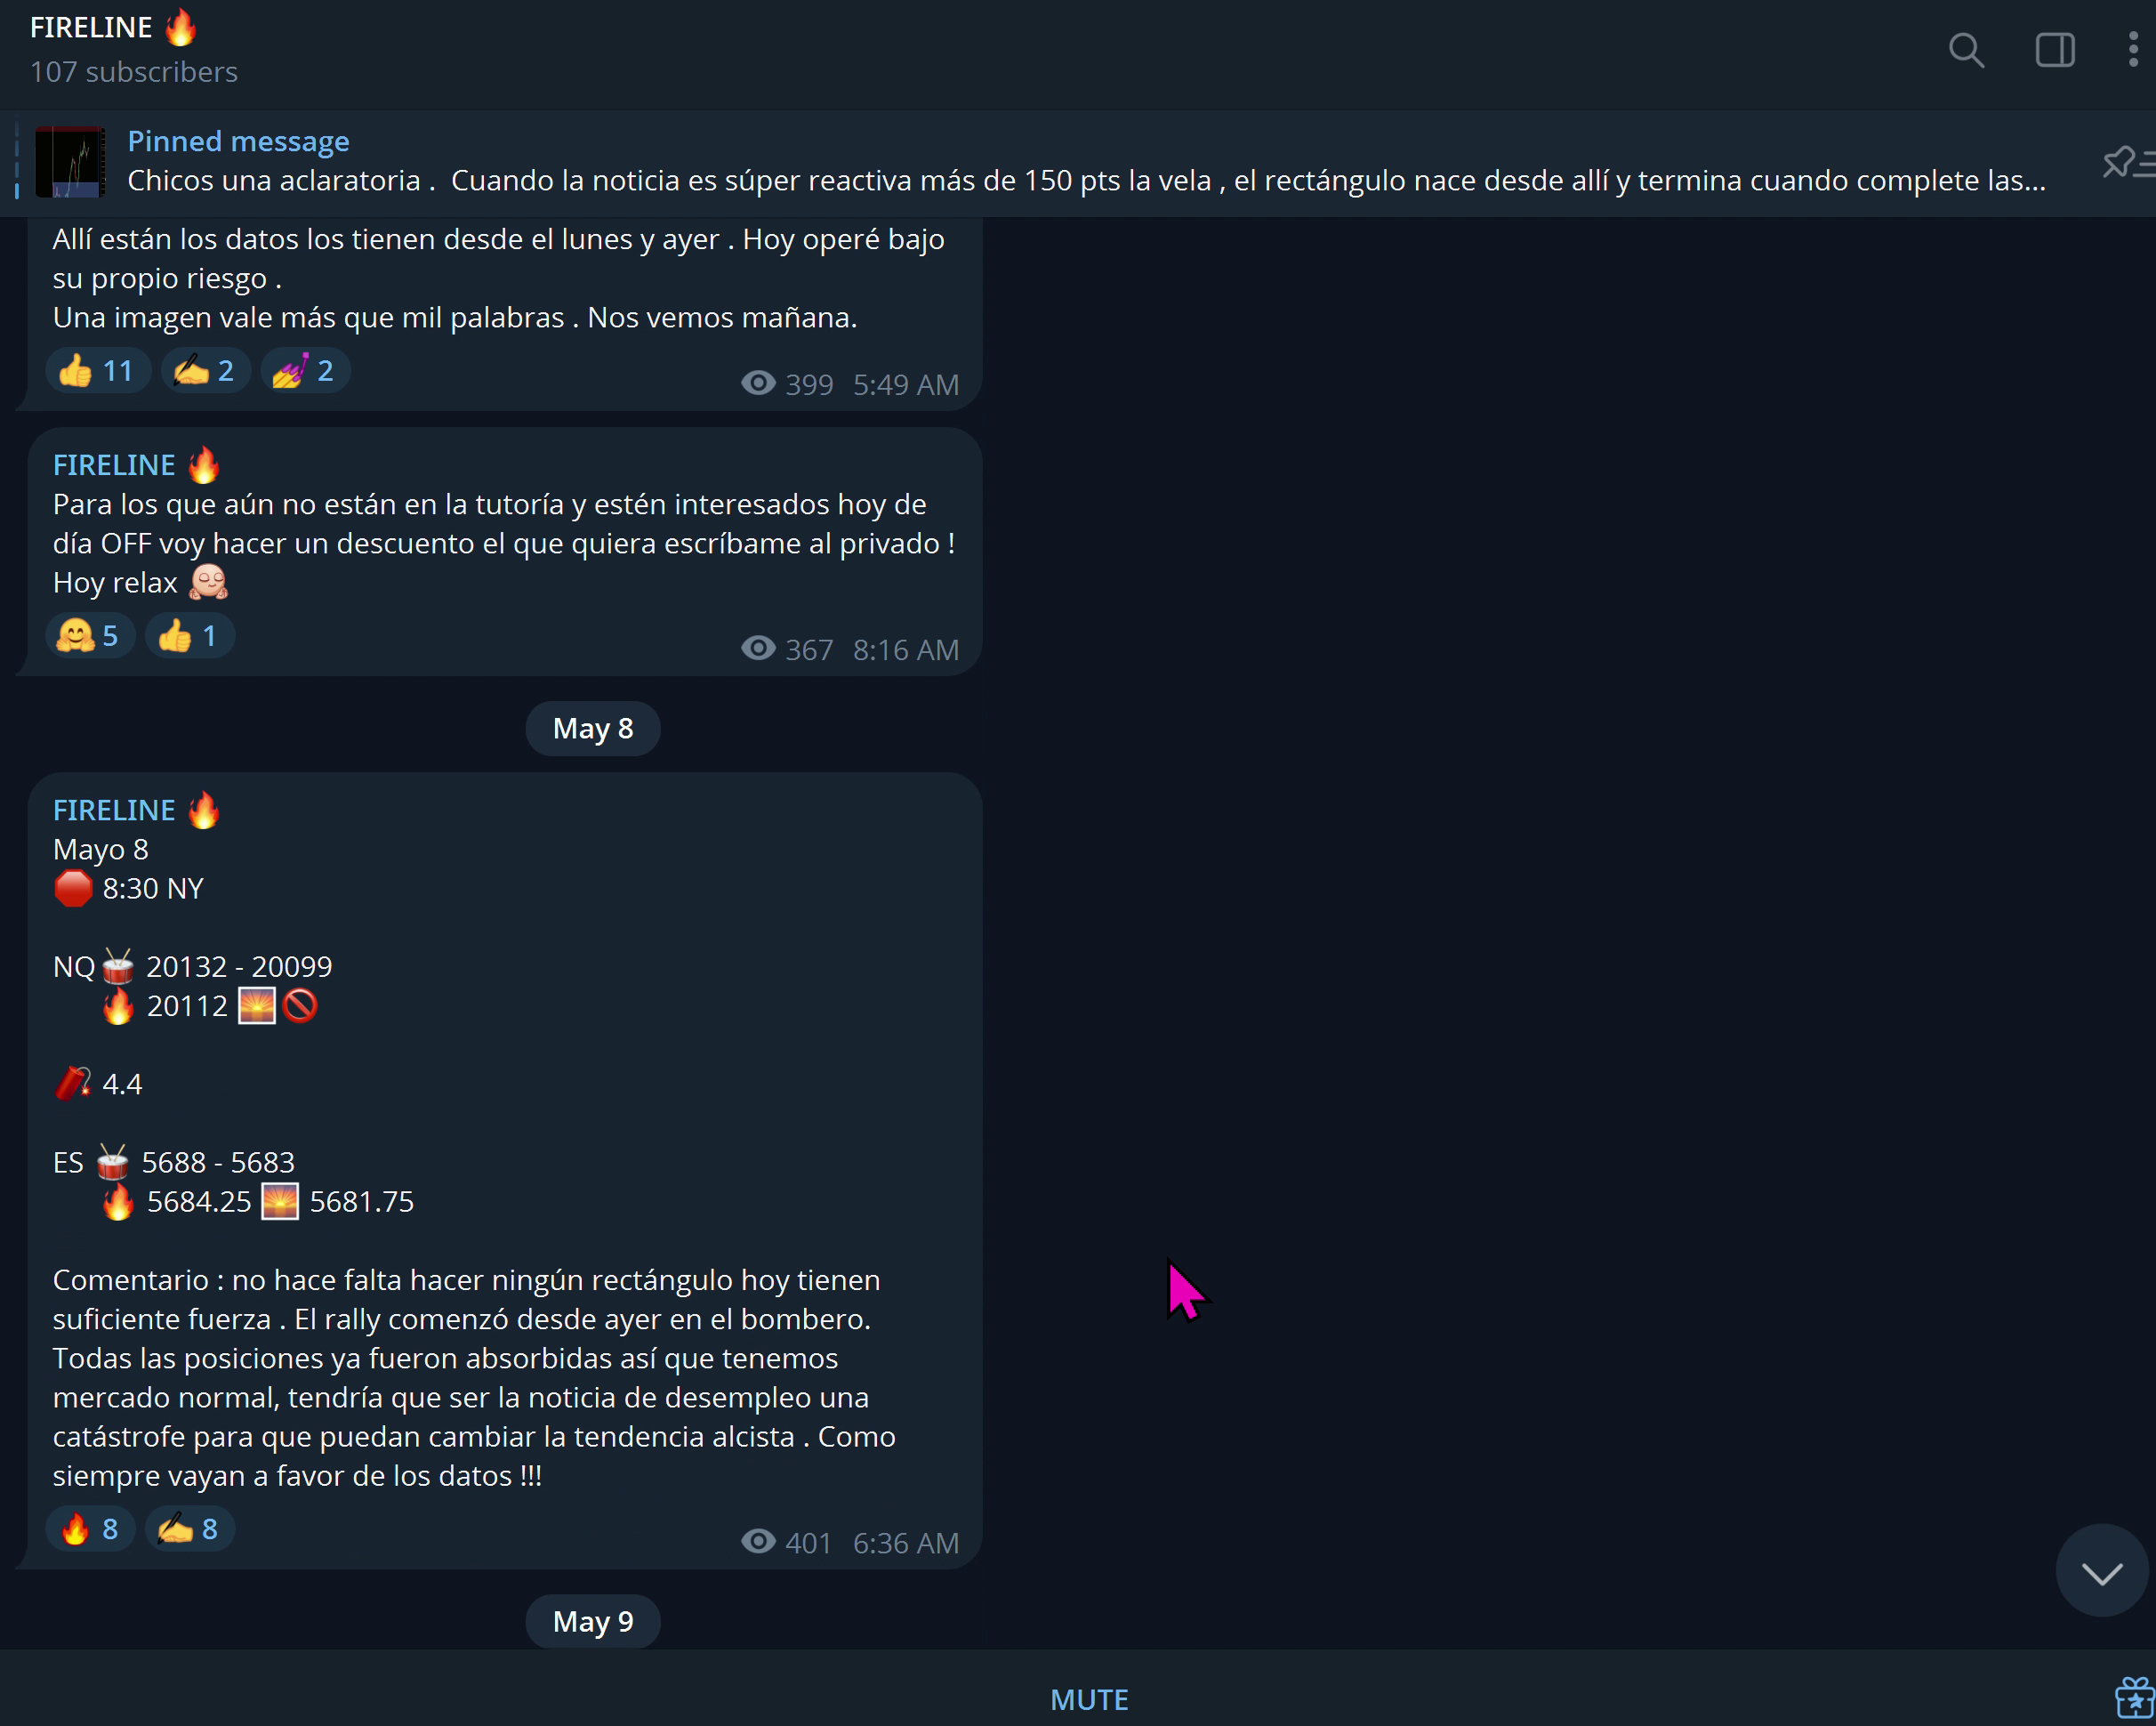 FIRELINE 🔥
107 subscribers
Pinned message
Chicos una aclaratoria .  Cuando la noticia es súper reactiva más de 150 pts la vela , el rectángulo nace desde allí y termina cuando complete las...
Allí están los datos los tienen desde el lunes y ayer . Hoy operé bajo
su propio riesgo .
Una imagen vale más que mil palabras . Nos vemos mañana.
👍 11 ✍️ 2 💅 2
399 5:49 AM
FIRELINE 🔥
Para los que aún no están en la tutoría y estén interesados hoy de
día OFF voy hacer un descuento el que quiera escríbame al privado !
Hoy relax
🤗 5 👍 1
367 8:16 AM
May 8
FIRELINE 🔥
Mayo 8
🛑 8:30 NY
NQ🥁 20132 - 20099
🔥 20112 🌅🚫
🧨 4.4
ES 🥁 5688 - 5683
🔥 5684.25 🌅 5681.75
Comentario : no hace falta hacer ningún rectángulo hoy tienen
suficiente fuerza . El rally comenzó desde ayer en el bombero.
Todas las posiciones ya fueron absorbidas así que tenemos
mercado normal, tendría que ser la noticia de desempleo una
catástrofe para que puedan cambiar la tendencia alcista . Como
siempre vayan a favor de los datos !!!
🔥 8 ✍️ 8
401 6:36 AM
May 9
MUTE